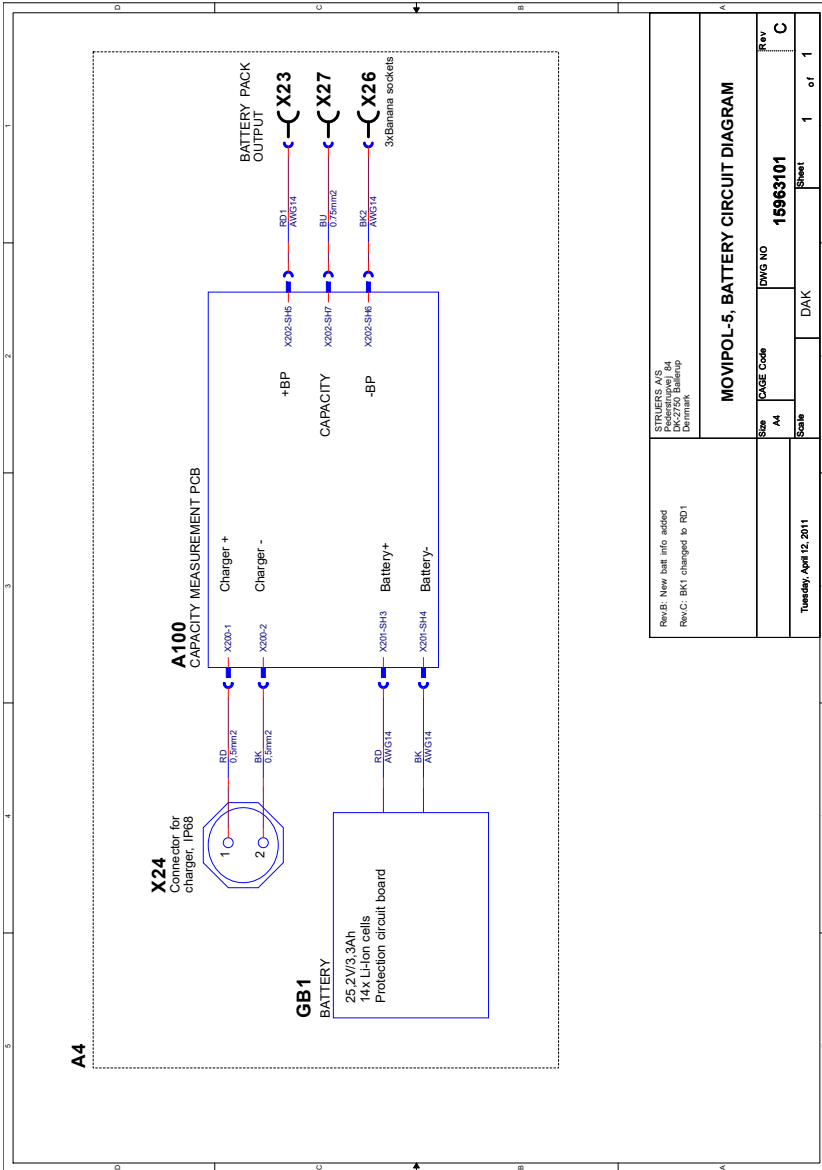 A4
X24
Connector for
charger, IP68
1
2
RD
0,5mm2
BK
0,5mm2
GB1
BATTERY
25,2V/3,3Ah
14x Li-Ion cells
Protection circuit board
RD
AWG14
BK
AWG14
A100
CAPACITY MEASUREMENT PCB
X200-1
Charger +
X200-2
Charger -
X201-SH3
Battery+
X201-SH4
Battery-
+BP
X202-SH5
CAPACITY
X202-SH7
-BP
X202-SH6
RD1
AWG14
BU
0.75mm2
BK2
AWG14
BATTERY PACK
OUTPUT
X23
X27
X26
3xBanana sockets
Rev.B: New batt info added
Rev.C: BK1 changed to RD1
STRUERS A/S
Pederstrupvej 84
DK-2750 Ballerup
Denmark
MOVIPOL-5, BATTERY CIRCUIT DIAGRAM
Size
A4
CAGE Code
DWG NO
15963101
Rev
C
Tuesday, April 12, 2011
Scale
DAK
Sheet
1 of 1
5
4
3
2
1
D
C
B
A
D
C
B
A